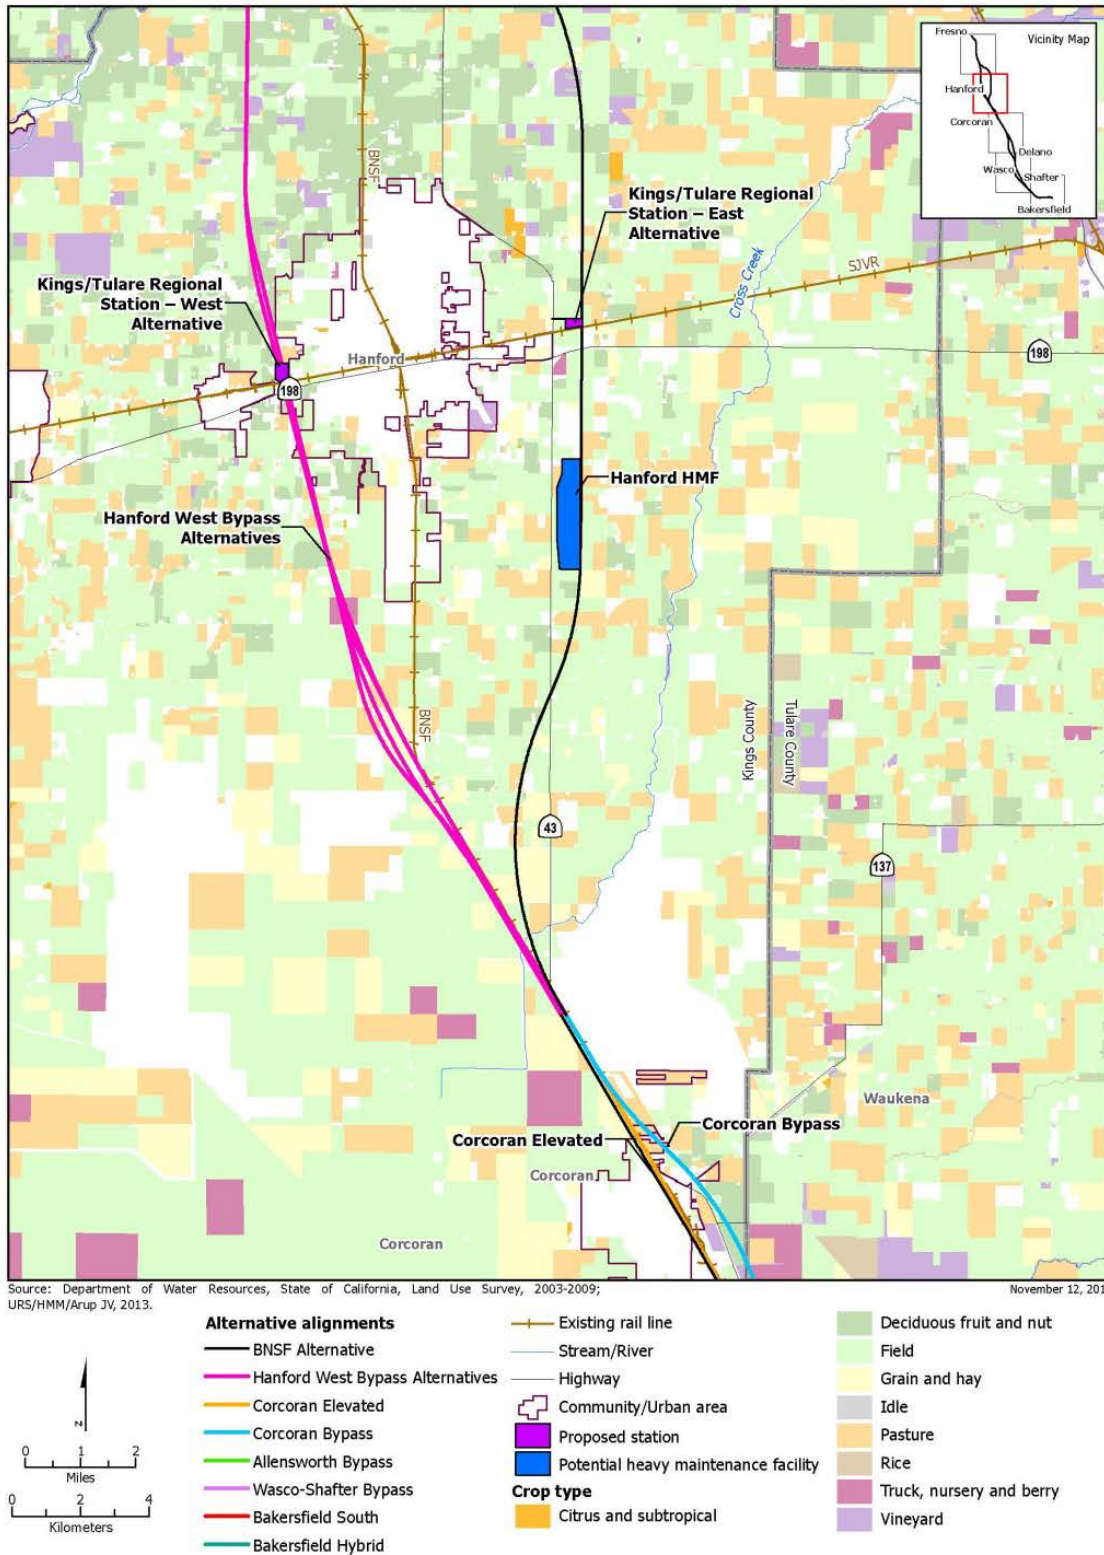 Fresno
Vicinity Map
Hanford
Corcoran
Delano
Wasco
Shafter
Bakersfield
BNSF
Kings/Tulare Regional
Station – East
Alternative
Cross Creek
SJVR
Kings/Tulare Regional
Station – West
Alternative
Hanford
198
198
Hanford HMF
Hanford West Bypass
Alternatives
BNSF
Kings County
Tulare County
43
137
Waukena
Corcoran Bypass
Corcoran Elevated
Corcoran
Corcoran
Source: Department of Water Resources, State of California, Land Use Survey, 2003-2009;
URS/HMM/Arup JV, 2013.
November 12, 201
Alternative alignments
BNSF Alternative
Hanford West Bypass Alternatives
Corcoran Elevated
Corcoran Bypass
Allensworth Bypass
Wasco-Shafter Bypass
Bakersfield South
Bakersfield Hybrid
Existing rail line
Stream/River
Highway
Community/Urban area
Proposed station
Potential heavy maintenance facility
Crop type
Citrus and subtropical
Deciduous fruit and nut
Field
Grain and hay
Idle
Pasture
Rice
Truck, nursery and berry
Vineyard
N
0 1 2
Miles
0 2 4
Kilometers